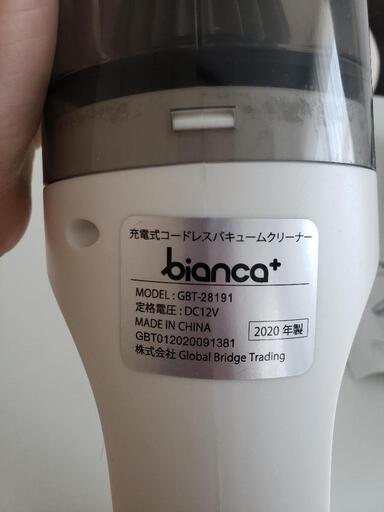 充電式コードレスバキュームクリーナー
bianca+
MODEL : GBT-28191
定格電圧 : DC12V
MADE IN CHINA
2020 年製
GBT012020091381
株式会社 Global Bridge Trading